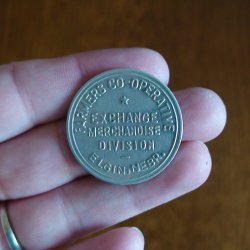 FARMERS CO-OPERATIVE
EXCHANGE
MERCHANDISE
DIVISION
ELGIN, NEBR.